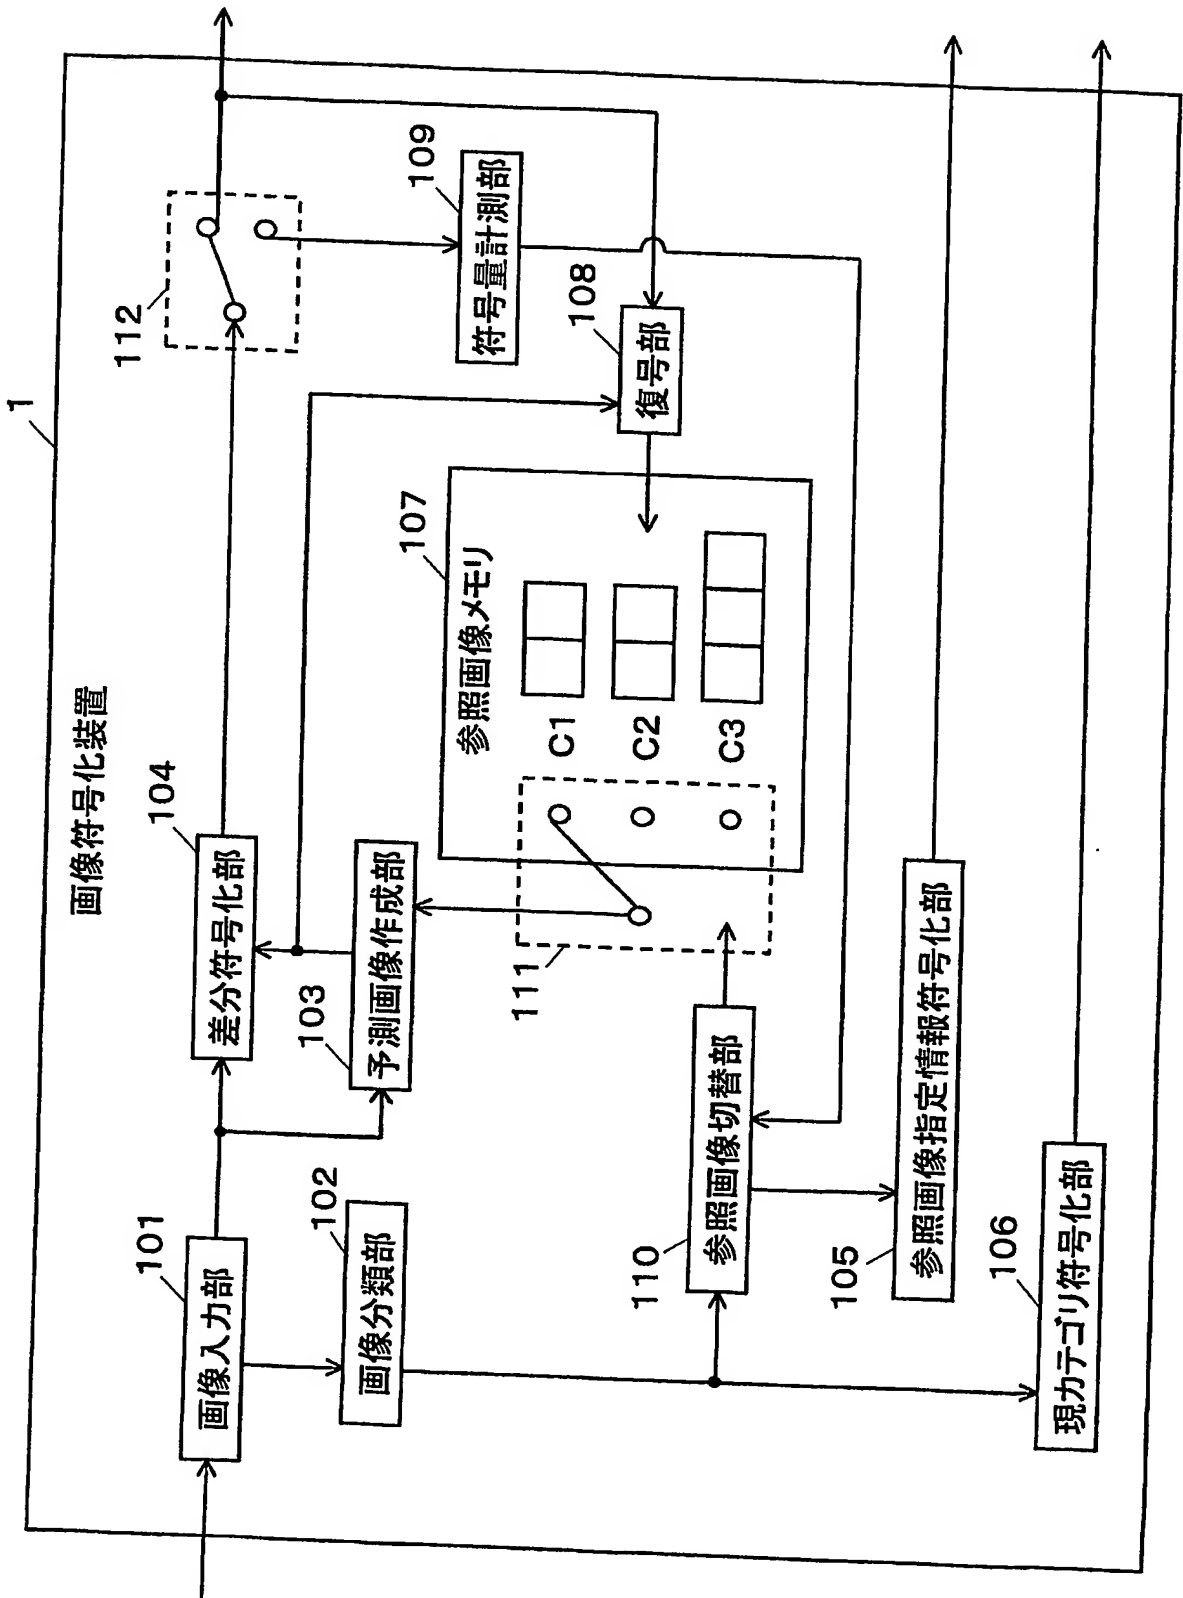 画像符号化装置
1
画像入力部
101
画像分類部
102
予測画像作成部
103
差分符号化部
104
112
符号量計測部
109
復号部
108
参照画像メモリ
107
C1
C2
C3
111
参照画像切替部
110
参照画像指定情報符号化部
105
現カテゴリ符号化部
106